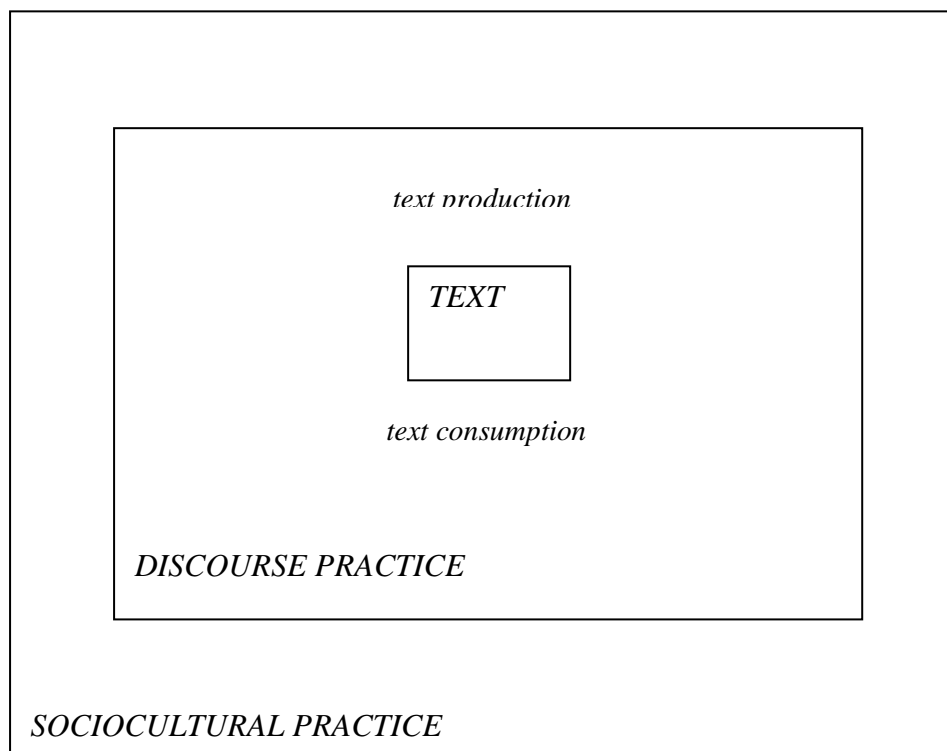 text production
TEXT
text consumption
DISCOURSE PRACTICE
SOCIOCULTURAL PRACTICE